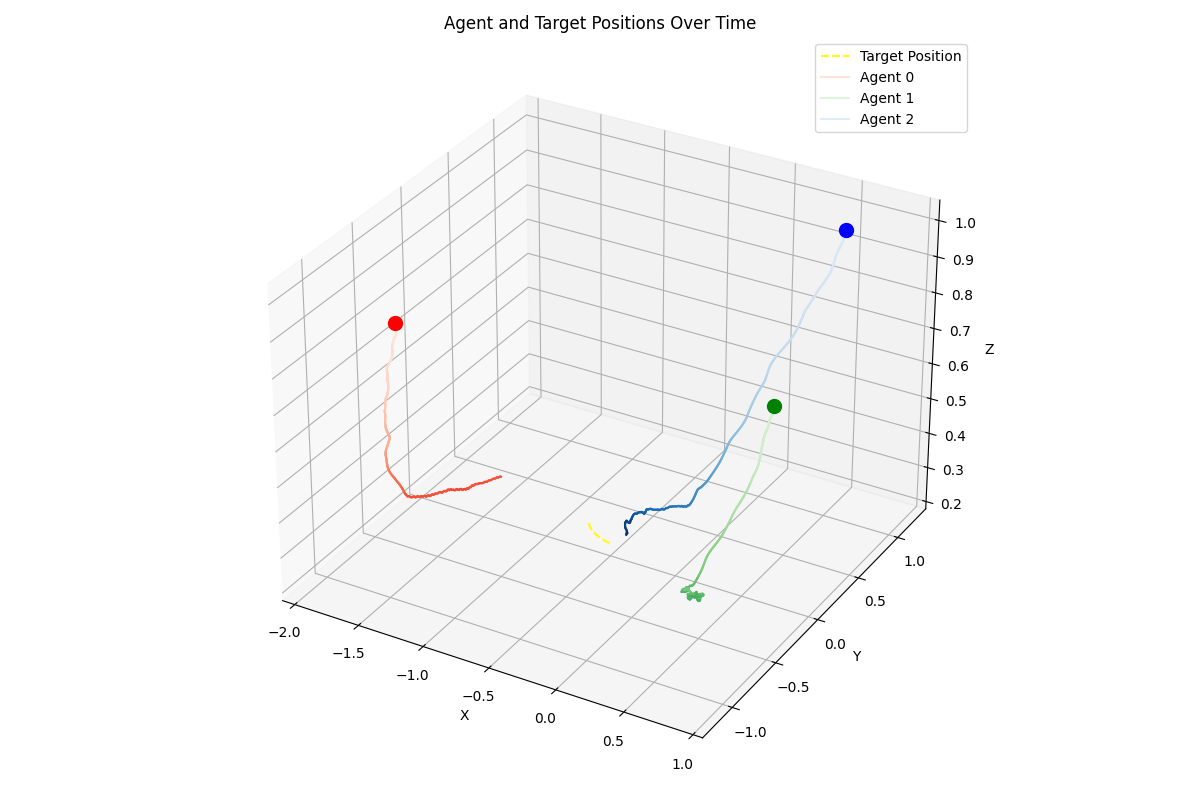 Agent and Target Positions Over Time
Target Position
Agent 0
Agent 1
Agent 2
1.0
0.9
0.8
0.7
Z
0.6
0.5
0.4
0.3
0.2
1.0
0.5
0.0
Y
−0.5
−1.0
−2.0
−1.5
−1.0
−0.5
X
0.0
0.5
1.0